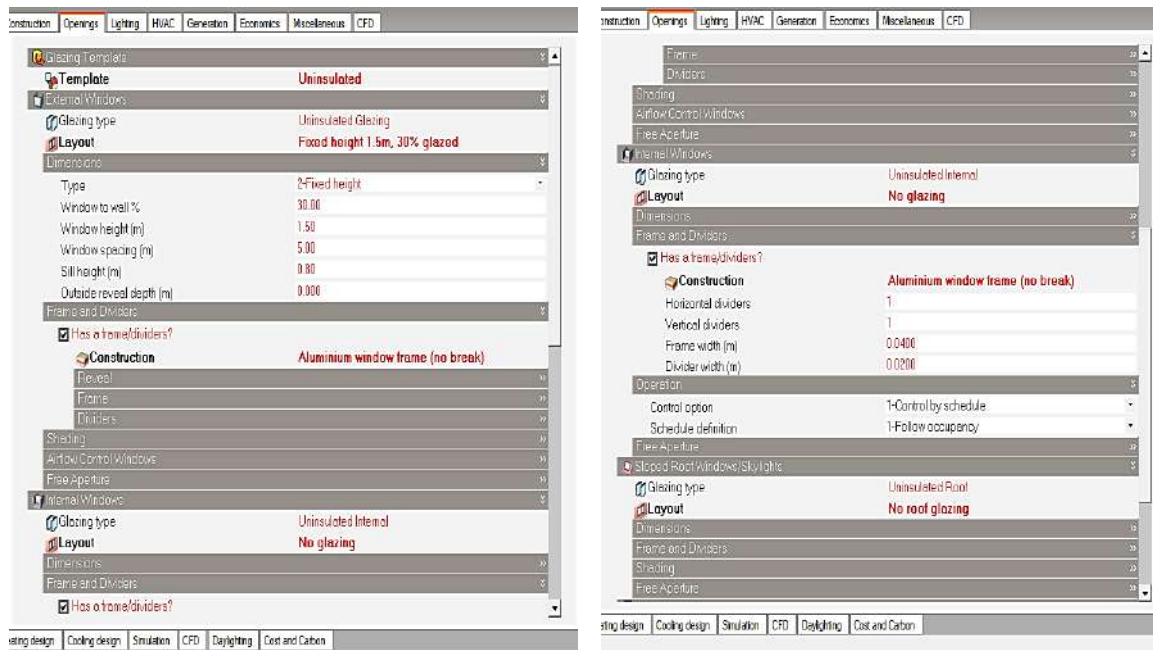 onstruction Openings Lighting HVAC Generation Economics Miscellaneous CFD
Glazing Template
Template Uninsulated
External Windows
Glazing type Uninsulated Glazing
Layout Fixed height 1.5m, 30% glazed
Dimensions
Type 2-Fixed height
Window to wall % 30.00
Window height (m) 1.50
Window spacing (m) 5.00
Sill height (m) 0.80
Outside reveal depth (m) 0.000
Frame and Dividers
Has a frame/dividers?
Construction Aluminium window frame (no break)
Reveal
Frame
Dividers
Shading
Airflow Control Windows
Free Aperture
Internal Windows
Glazing type Uninsulated Internal
Layout No glazing
Dimensions
Frame and Dividers
Has a frame/dividers?
eating design Cooling design Simulation CFD Daylighting Cost and Carbon
onstruction Openings Lighting HVAC Generation Economics Miscellaneous CFD
Frame
Dividers
Shading
Airflow Control Windows
Free Aperture
Internal Windows
Glazing type Uninsulated Internal
Layout No glazing
Dimensions
Frame and Dividers
Has a frame/dividers?
Construction Aluminium window frame (no break)
Horizontal dividers 1
Vertical dividers 1
Frame width (m) 0.0400
Divider width (m) 0.0200
Operation
Control option 1-Control by schedule
Schedule definition 1-Follow occupancy
Free Aperture
Sloped Roof Windows/Skylights
Glazing type Uninsulated Roof
Layout No roof glazing
Dimensions
Frame and Dividers
Shading
Free Aperture
ating design Cooling design Simulation CFD Daylighting Cost and Carbon